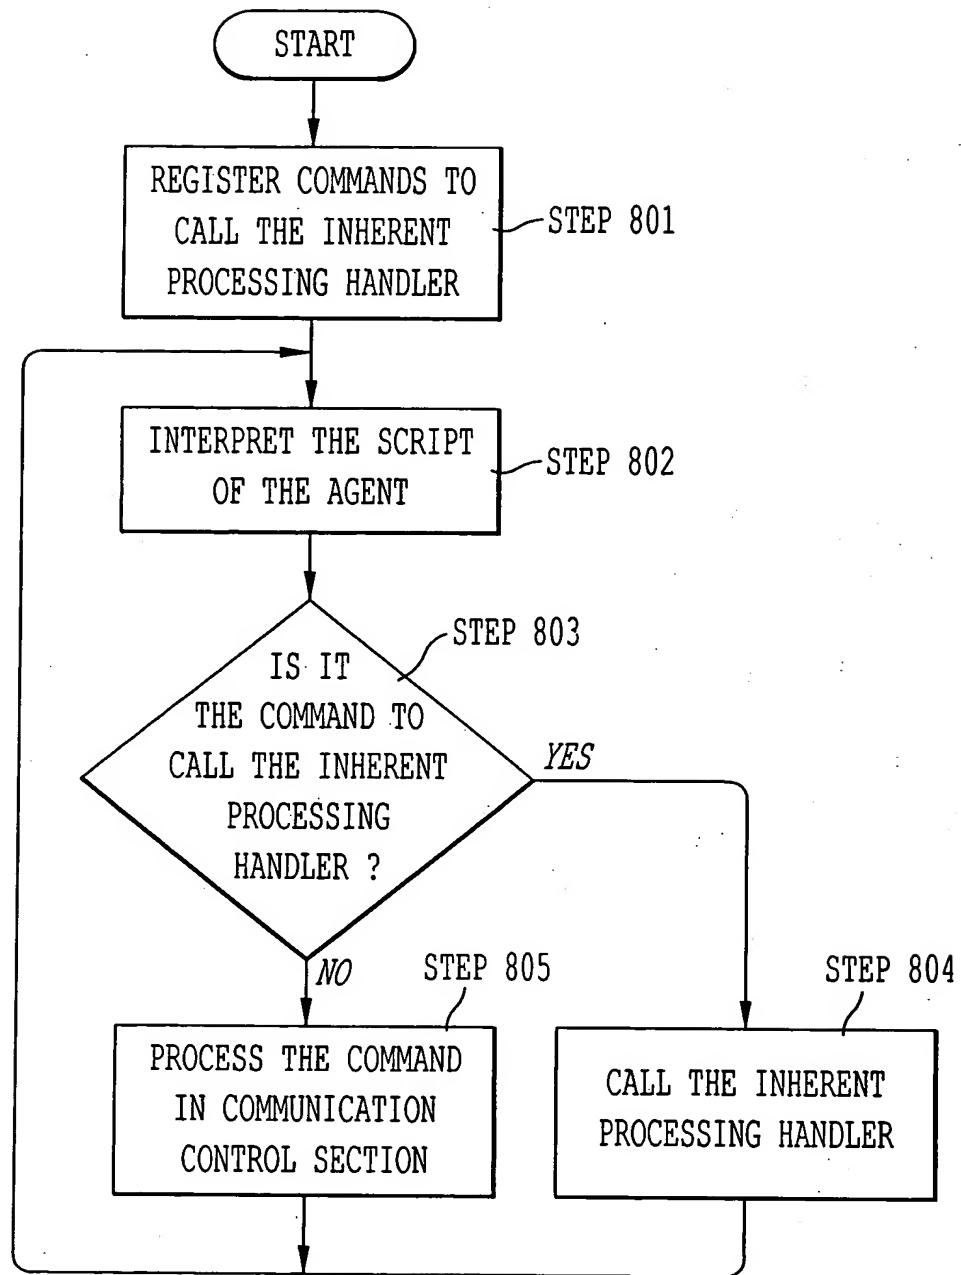 START
REGISTER COMMANDS TO
CALL THE INHERENT
PROCESSING HANDLER
STEP 801
INTERPRET THE SCRIPT
OF THE AGENT
STEP 802
STEP 803
IS IT
THE COMMAND TO
CALL THE INHERENT
PROCESSING
HANDLER ?
YES
NO
STEP 805
PROCESS THE COMMAND
IN COMMUNICATION
CONTROL SECTION
STEP 804
CALL THE INHERENT
PROCESSING HANDLER